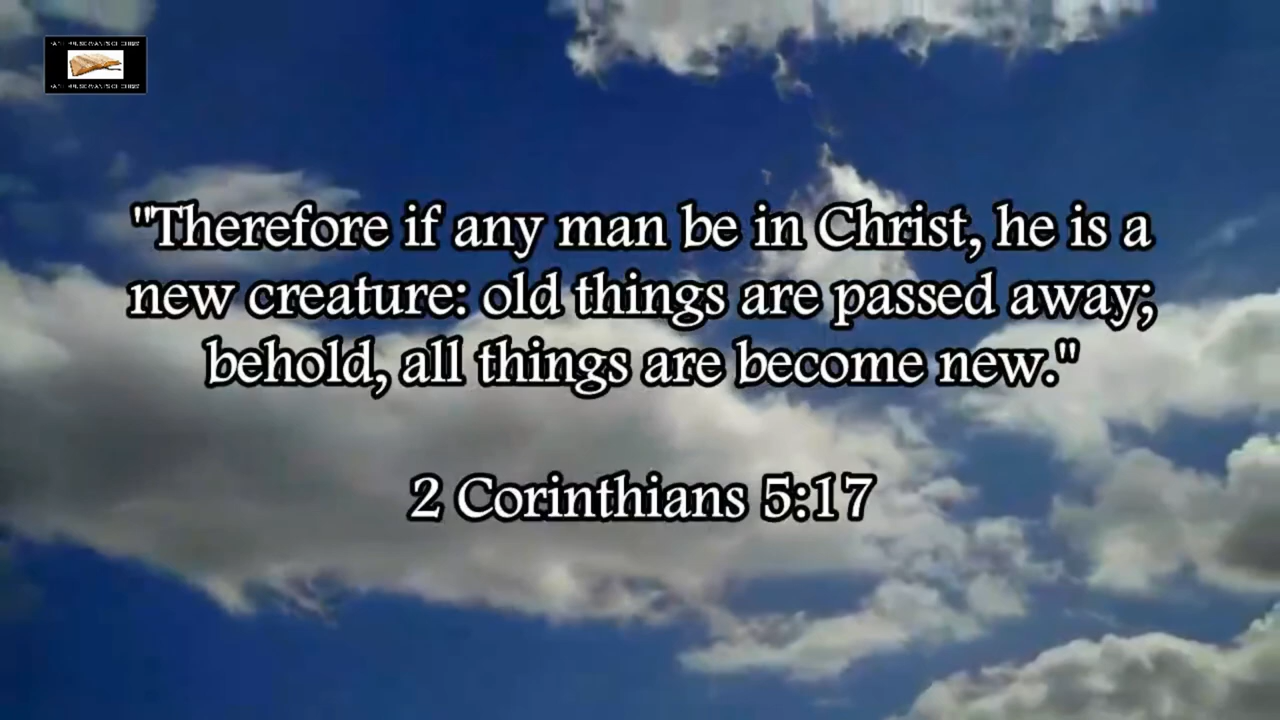 "Therefore if any man be in Christ, he is a
new creature: old things are passed away;
behold, all things are become new."
2 Corinthians 5:17